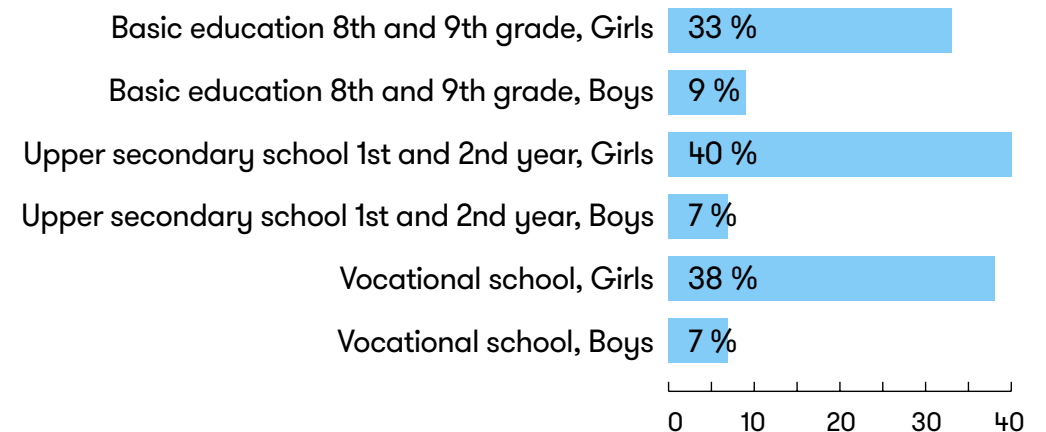 Basic education 8th and 9th grade, Girls 33 %
Basic education 8th and 9th grade, Boys 9 %
Upper secondary school 1st and 2nd year, Girls 40 %
Upper secondary school 1st and 2nd year, Boys 7 %
Vocational school, Girls 38 %
Vocational school, Boys 7 %
0 10 20 30 40